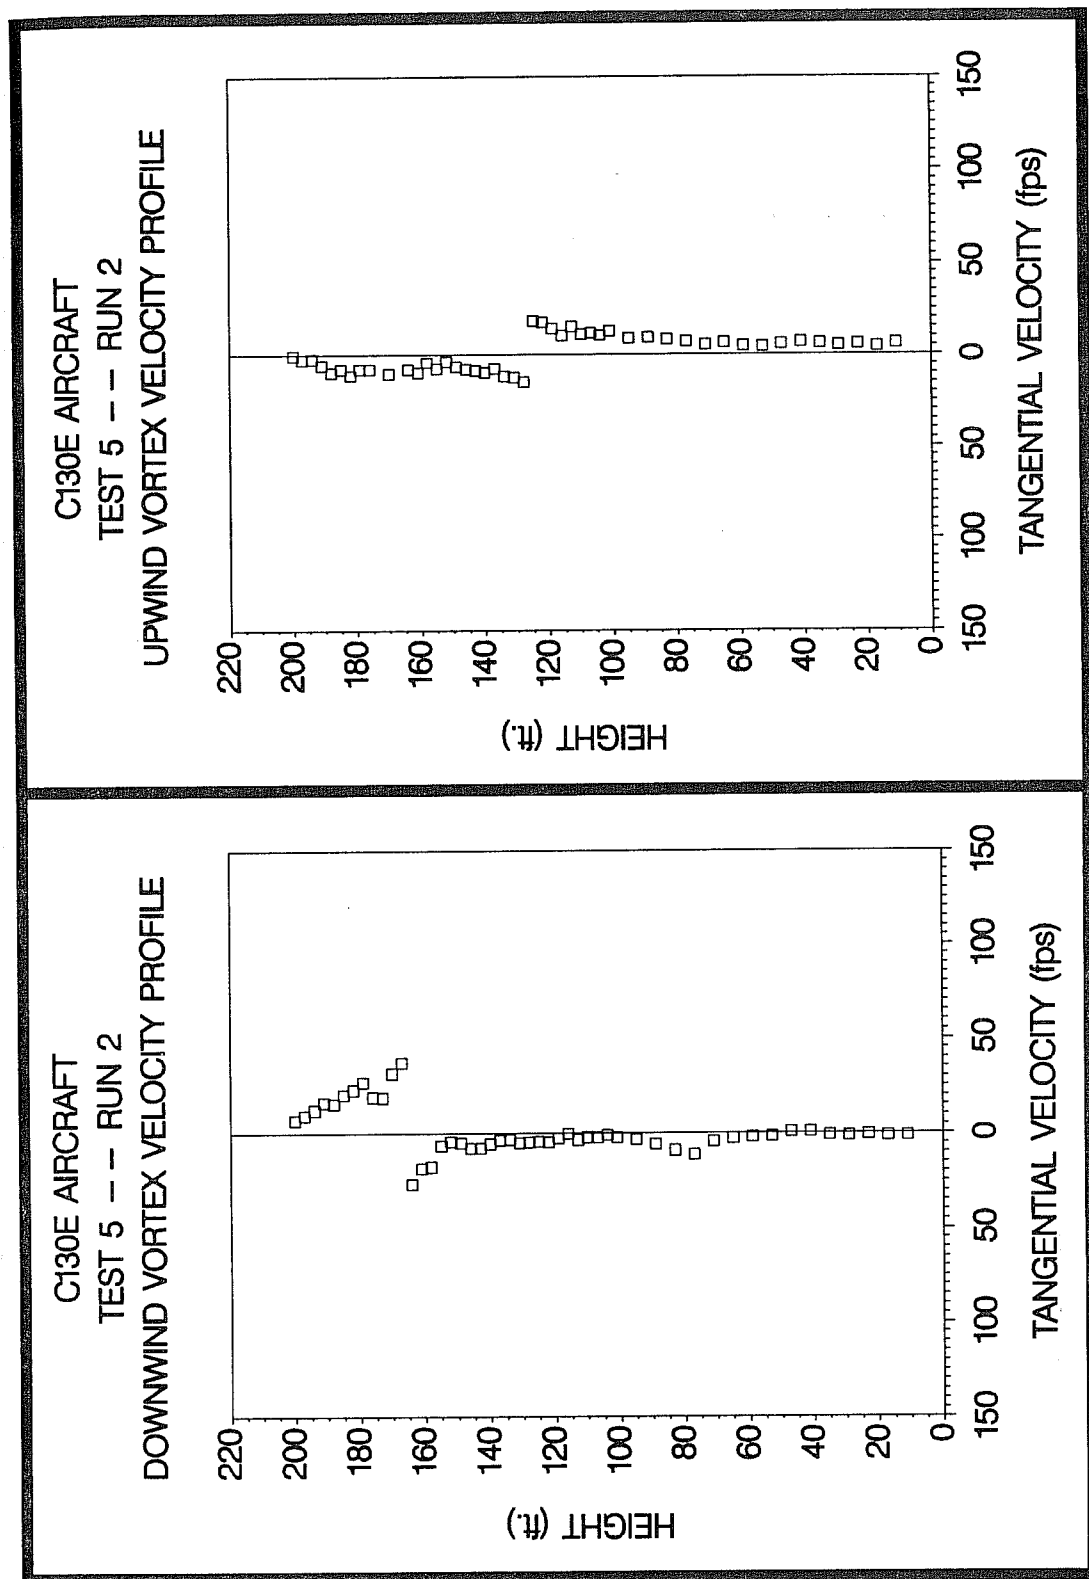 C130E AIRCRAFT
TEST 5 -- RUN 2
DOWNWIND VORTEX VELOCITY PROFILE
HEIGHT (ft.)
220
200
180
160
140
120
100
80
60
40
20
0
150 100 50 0 50 100 150
TANGENTIAL VELOCITY (fps)
C130E AIRCRAFT
TEST 5 -- RUN 2
UPWIND VORTEX VELOCITY PROFILE
HEIGHT (ft.)
220
200
180
160
140
120
100
80
60
40
20
0
150 100 50 0 50 100 150
TANGENTIAL VELOCITY (fps)